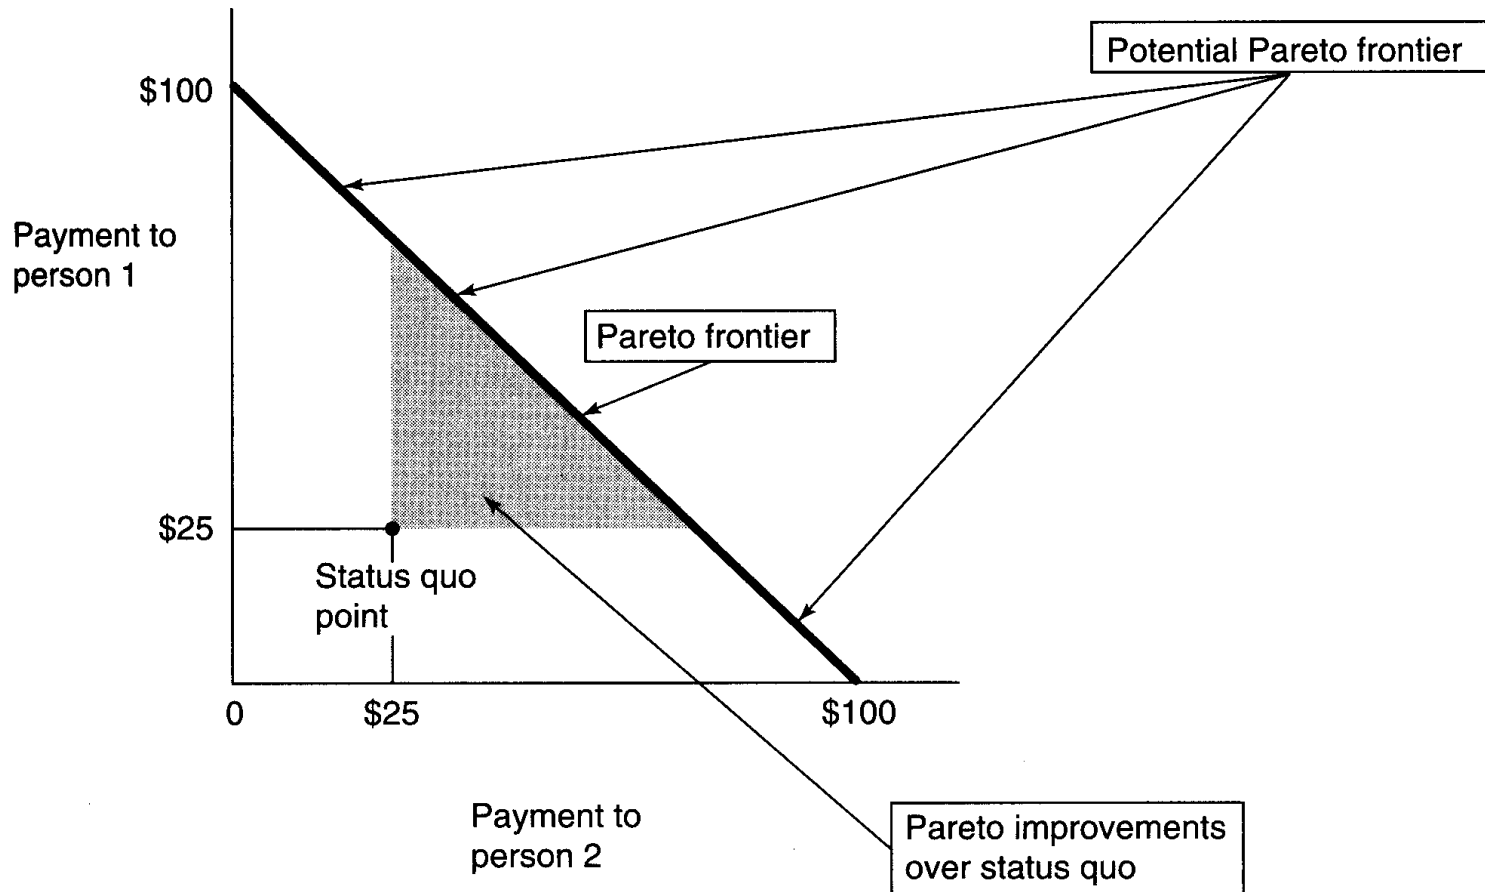 Potential Pareto frontier
$100
Payment to
person 1
Pareto frontier
$25
Status quo
point
0
$25
$100
Payment to
person 2
Pareto improvements
over status quo